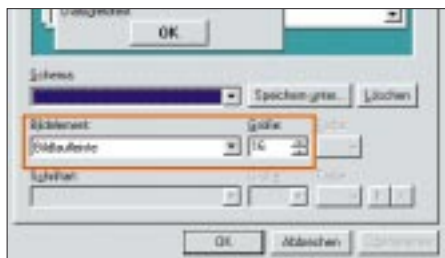 OK
Schema:
Speichern unter... Löschen
Bildelement: Größe:
Bildlaufleiste 16
Schriftart:
OK Abbrechen